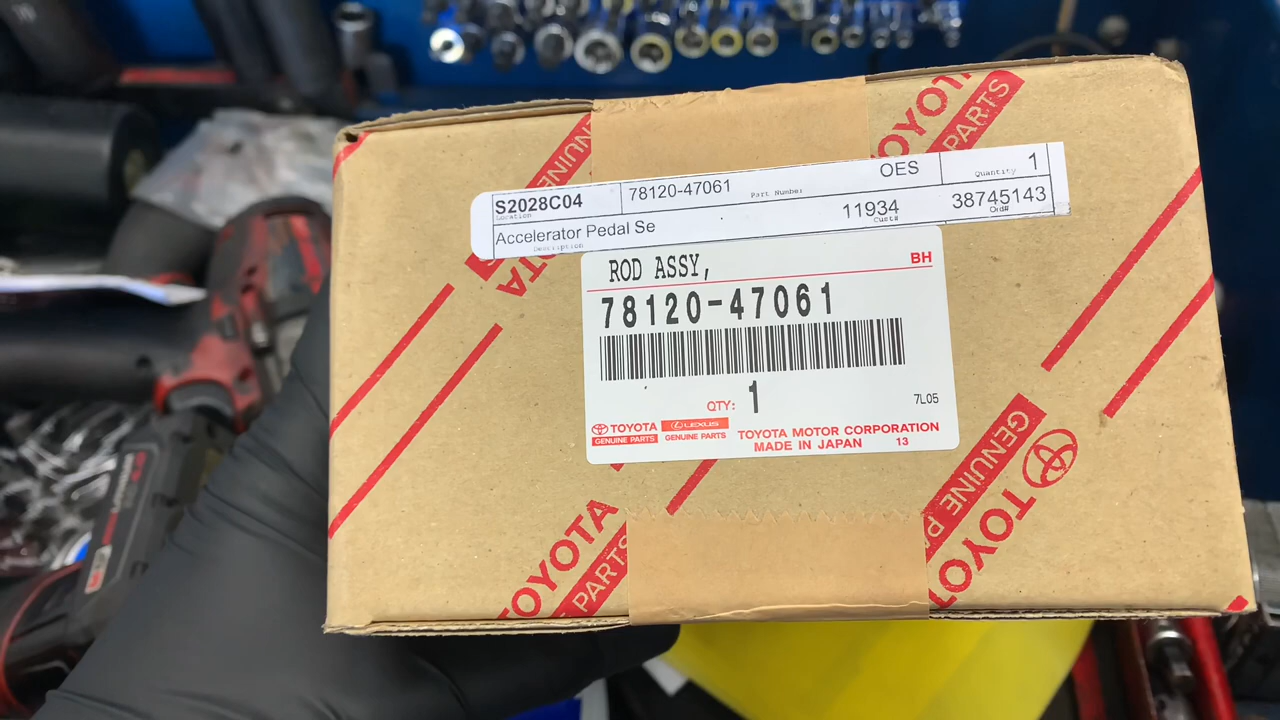 GENUINE
TOYOTA
PARTS
S2028C04
Location
78120-47061
Part Number
OES
1
Quantity
Accelerator Pedal Se
Description
11934
Cust#
38745143
Ord#
TOYOTA
ROD ASSY,
BH
78120-47061
QTY: 1
7L05
TOYOTA
GENUINE PARTS
LEXUS
GENUINE PARTS
TOYOTA MOTOR CORPORATION
MADE IN JAPAN 13
TOYOTA
PARTS
GENUINE PA
TOYOT